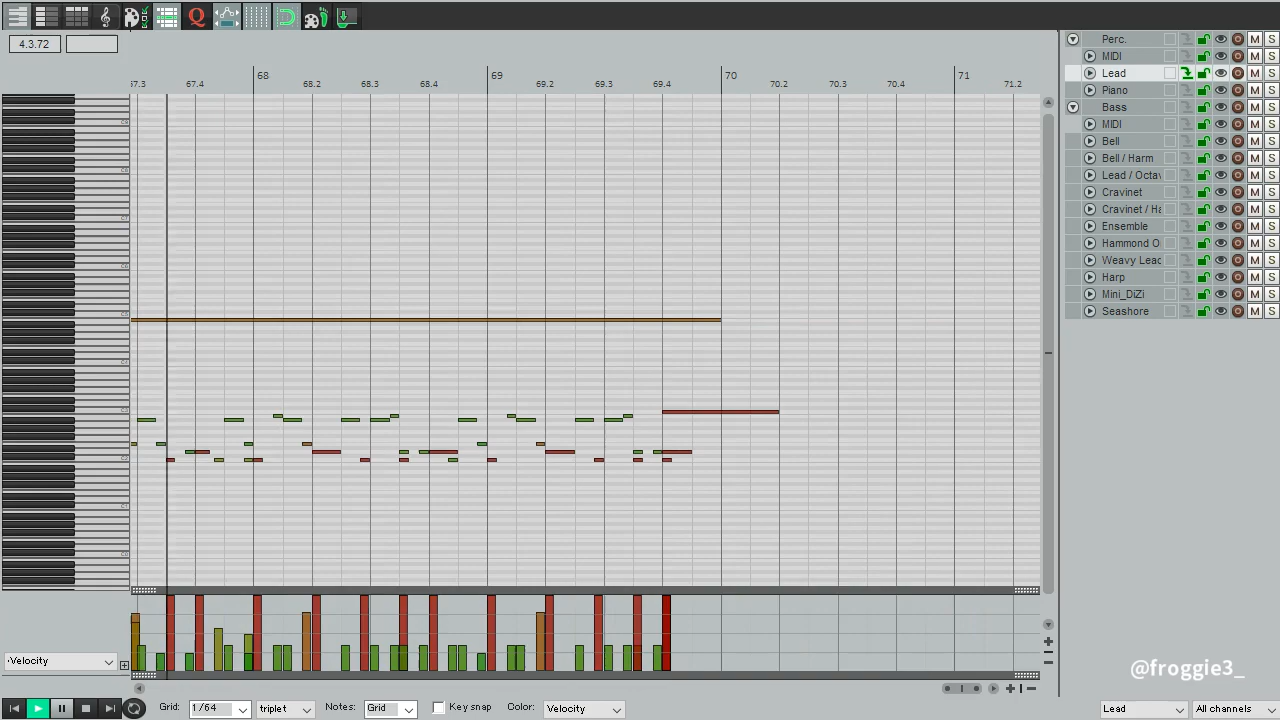 4.3.72
67.3 67.4 68 68.2 68.3 68.4 69 69.2 69.3 69.4 70 70.2 70.3 70.4 71 71.2
Perc. M S
MIDI M S
Lead M S
Piano M S
Bass M S
MIDI M S
Bell M S
Bell / Harm M S
Lead / Octav M S
Cravinet M S
Cravinet / Ha M S
Ensemble M S
Hammond O M S
Weavy Lead M S
Harp M S
Mini_DiZi M S
Seashore M S
Velocity
@froggie3_
Grid: 1/64 triplet Notes: Grid Key snap Color: Velocity Lead All channels